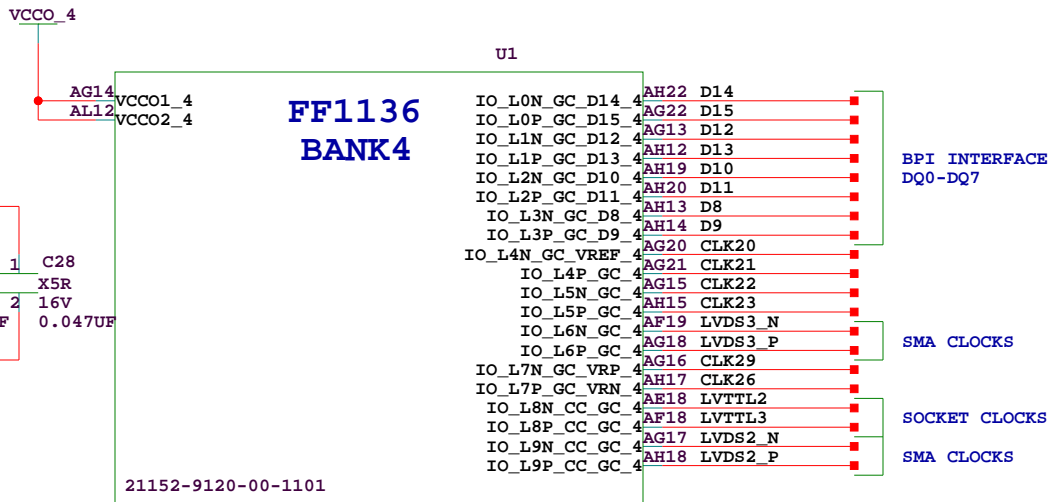 VCCO_4
U1
AG14 VCCO1_4
AL12 VCCO2_4
FF1136
BANK4
IO_L0N_GC_D14_4 AH22 D14
IO_L0P_GC_D15_4 AG22 D15
IO_L1N_GC_D12_4 AG13 D12
IO_L1P_GC_D13_4 AH12 D13
IO_L2N_GC_D10_4 AH19 D10
IO_L2P_GC_D11_4 AH20 D11
IO_L3N_GC_D8_4 AH13 D8
IO_L3P_GC_D9_4 AH14 D9
IO_L4N_GC_VREF_4 AG20 CLK20
IO_L4P_GC_4 AG21 CLK21
IO_L5N_GC_4 AG15 CLK22
IO_L5P_GC_4 AH15 CLK23
IO_L6N_GC_4 AF19 LVDS3_N
IO_L6P_GC_4 AG18 LVDS3_P
IO_L7N_GC_VRP_4 AG16 CLK29
IO_L7P_GC_VRN_4 AH17 CLK26
IO_L8N_CC_GC_4 AE18 LVTTL2
IO_L8P_CC_GC_4 AF18 LVTTL3
IO_L9N_CC_GC_4 AG17 LVDS2_N
IO_L9P_CC_GC_4 AH18 LVDS2_P
BPI INTERFACE
DQ0-DQ7
SMA CLOCKS
SOCKET CLOCKS
SMA CLOCKS
1 C28
X5R
2 16V
F 0.047UF
21152-9120-00-1101